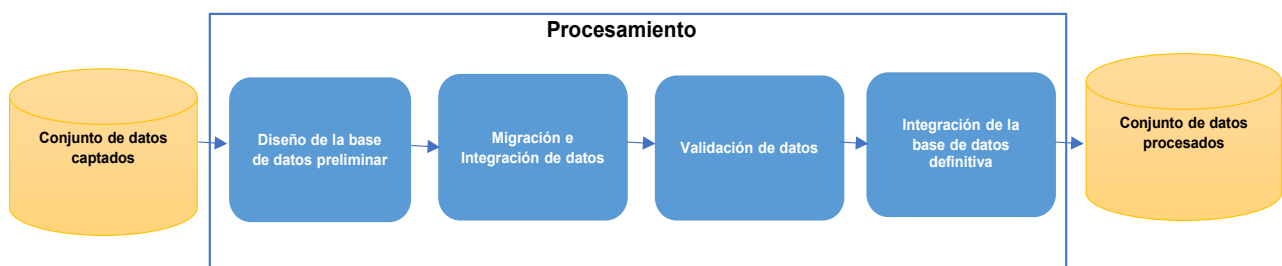 Procesamiento
Conjunto de datos
captados
Diseño de la base
de datos preliminar
Migración e
Integración de datos
Validación de datos
Integración de la
base de datos
definitiva
Conjunto de datos
procesados